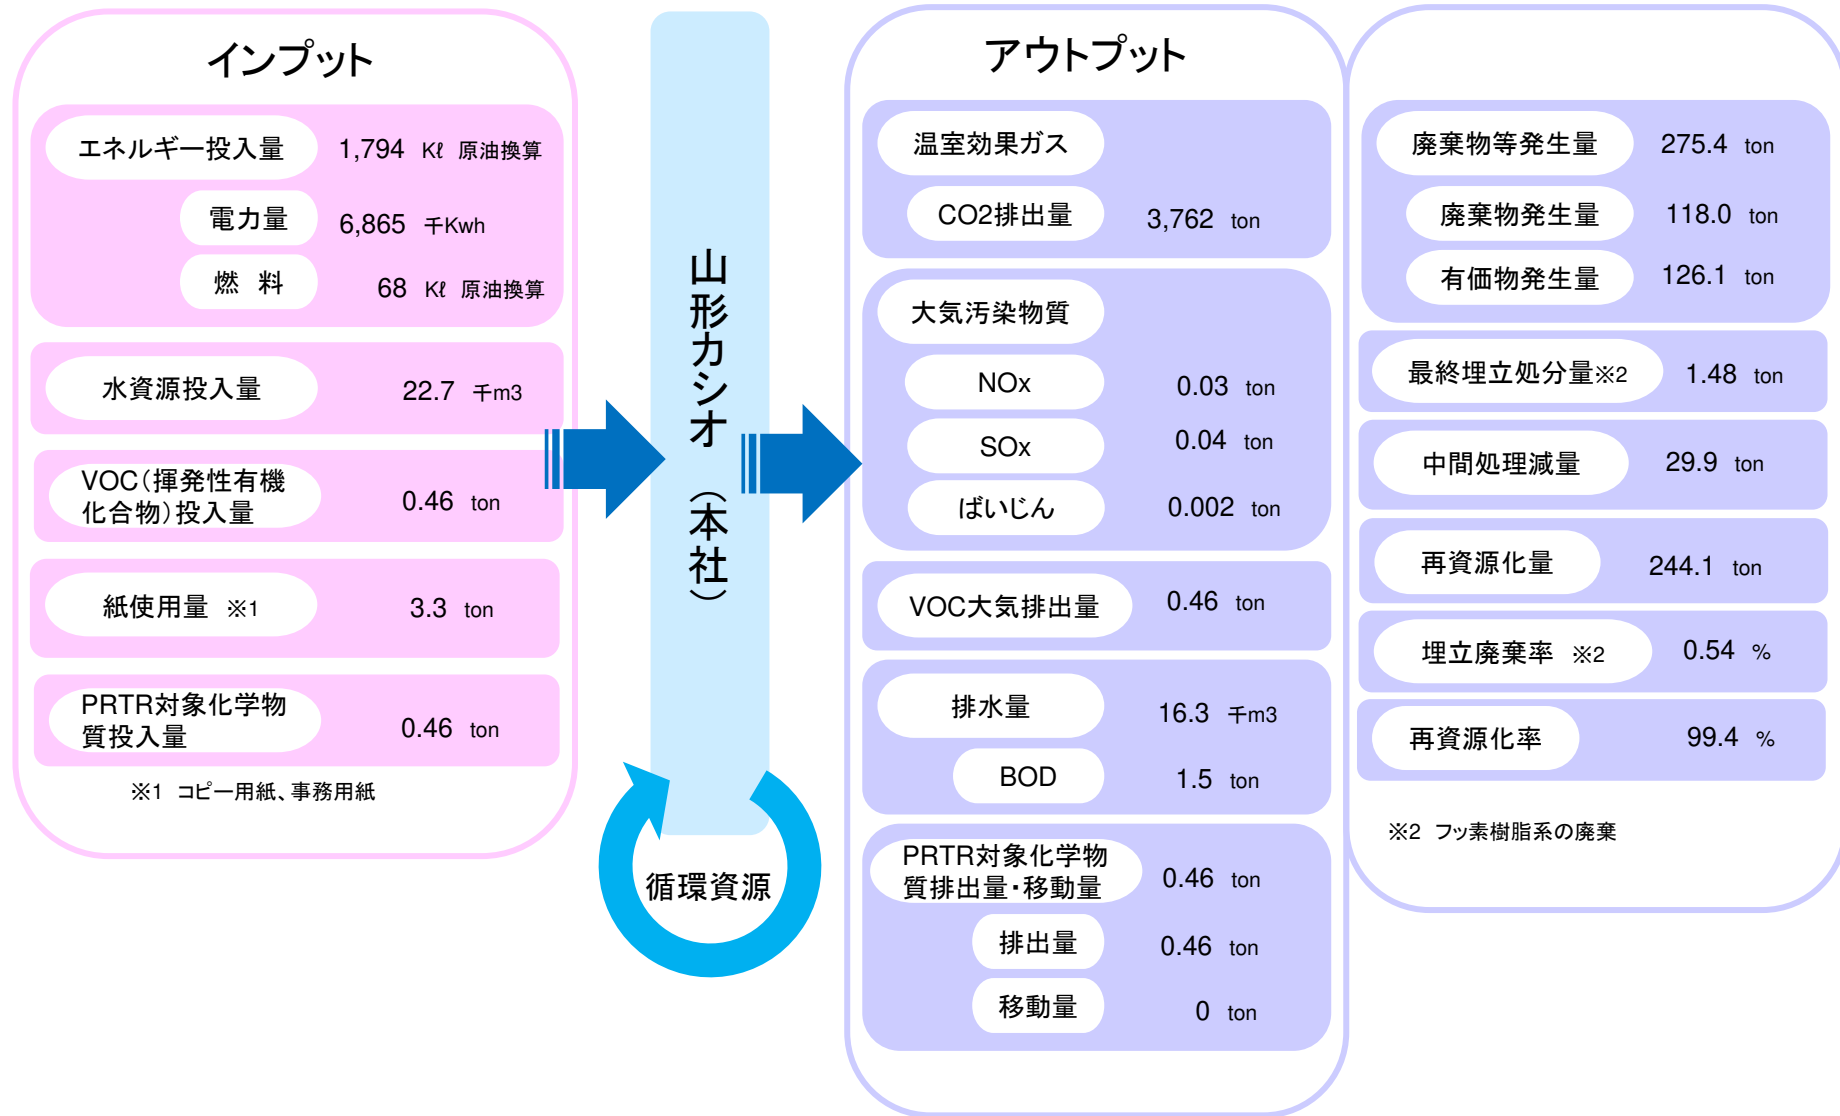 インプット
エネルギー投入量 1,794 Kℓ 原油換算
電力量 6,865 千Kwh
燃　料 68 Kℓ 原油換算
水資源投入量 22.7 千m3
VOC（揮発性有機
化合物）投入量 0.46 ton
紙使用量 ※1 3.3 ton
PRTR対象化学物
質投入量 0.46 ton
※1 コピー用紙、事務用紙
山形カシオ （本社）
循環資源
アウトプット
温室効果ガス
CO2排出量 3,762 ton
大気汚染物質
NOx 0.03 ton
SOx 0.04 ton
ばいじん 0.002 ton
VOC大気排出量 0.46 ton
排水量 16.3 千m3
BOD 1.5 ton
PRTR対象化学物
質排出量・移動量 0.46 ton
排出量 0.46 ton
移動量 0 ton
廃棄物等発生量 275.4 ton
廃棄物発生量 118.0 ton
有価物発生量 126.1 ton
最終埋立処分量※2 1.48 ton
中間処理減量 29.9 ton
再資源化量 244.1 ton
埋立廃棄率 ※2 0.54 %
再資源化率 99.4 %
※2 フッ素樹脂系の廃棄